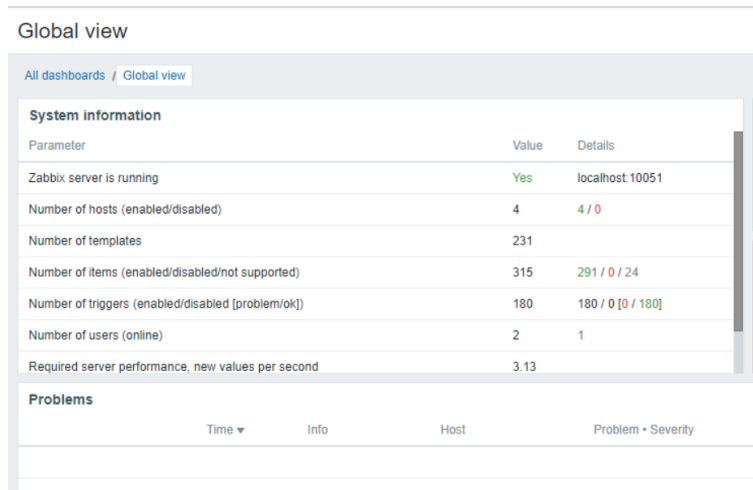 Global view
All dashboards / Global view
System information
Parameter Value Details
Zabbix server is running Yes localhost:10051
Number of hosts (enabled/disabled) 4 4 / 0
Number of templates 231
Number of items (enabled/disabled/not supported) 315 291 / 0 / 24
Number of triggers (enabled/disabled [problem/ok]) 180 180 / 0 [0 / 180]
Number of users (online) 2 1
Required server performance, new values per second 3.13
Problems
Time ▼ Info Host Problem • Severity